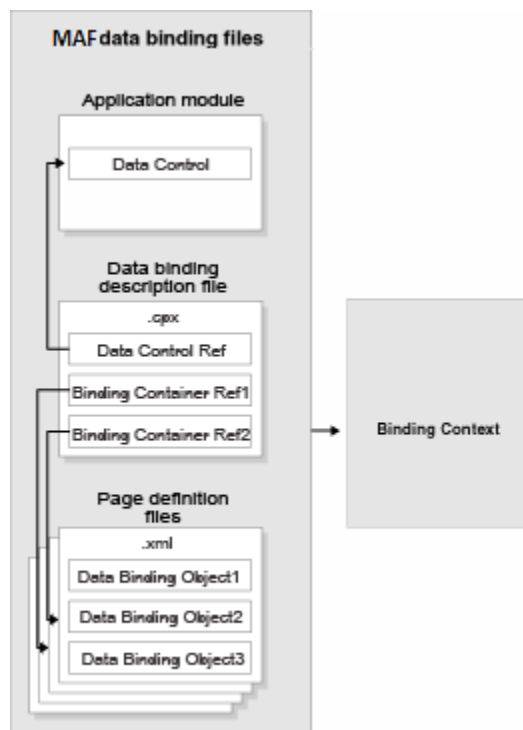 MAF data binding files
Application module
Data Control
Data binding
description file
.cpx
Data Control Ref
Binding Container Ref1
Binding Container Ref2
Binding Context
Page definition
files
.xml
Data Binding Object1
Data Binding Object2
Data Binding Object3